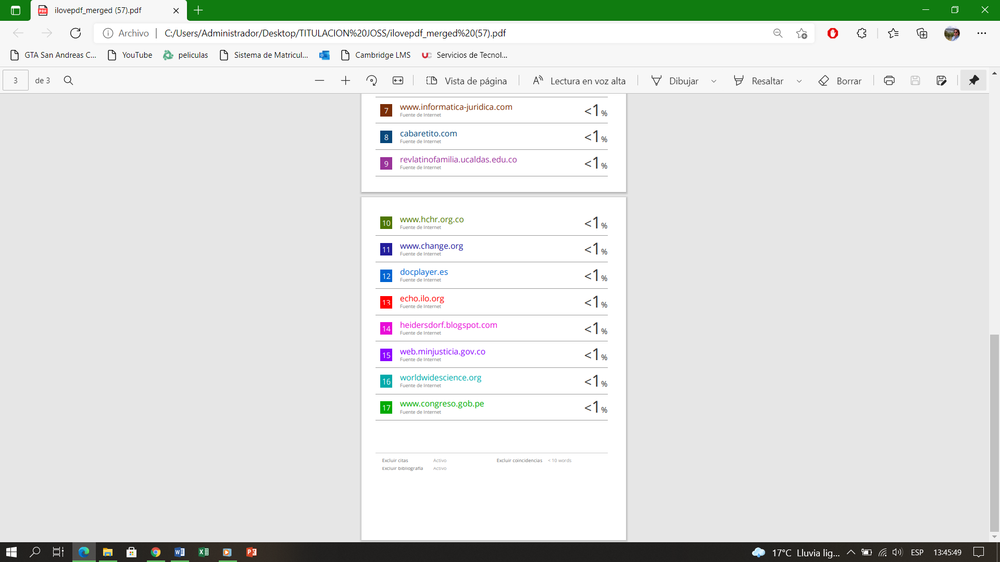 ilovepdf_merged (57).pdf
Archivo
C:/Users/Administrador/Desktop/TITULACION%20JOSS/ilovepdf_merged%20(57).pdf
GTA San Andreas C... YouTube peliculas Sistema de Matricul... Cambridge LMS Servicios de Tecnol...
3 de 3 Vista de página Lectura en voz alta Dibujar Resaltar Borrar
7 www.informatica-juridica.com <1%
Fuente de Internet
8 cabaretito.com <1%
Fuente de Internet
9 revlatinofamilia.ucaldas.edu.co <1%
Fuente de Internet
10 www.hchr.org.co <1%
Fuente de Internet
11 www.change.org <1%
Fuente de Internet
12 docplayer.es <1%
Fuente de Internet
13 echo.ilo.org <1%
Fuente de Internet
14 heidersdorf.blogspot.com <1%
Fuente de Internet
15 web.minjusticia.gov.co <1%
Fuente de Internet
16 worldwidescience.org <1%
Fuente de Internet
17 www.congreso.gob.pe <1%
Fuente de Internet
Excluir citas Activo Excluir coincidencias < 10 words
Excluir bibliografía Activo
17°C Lluvia lig... ESP 13:45:49